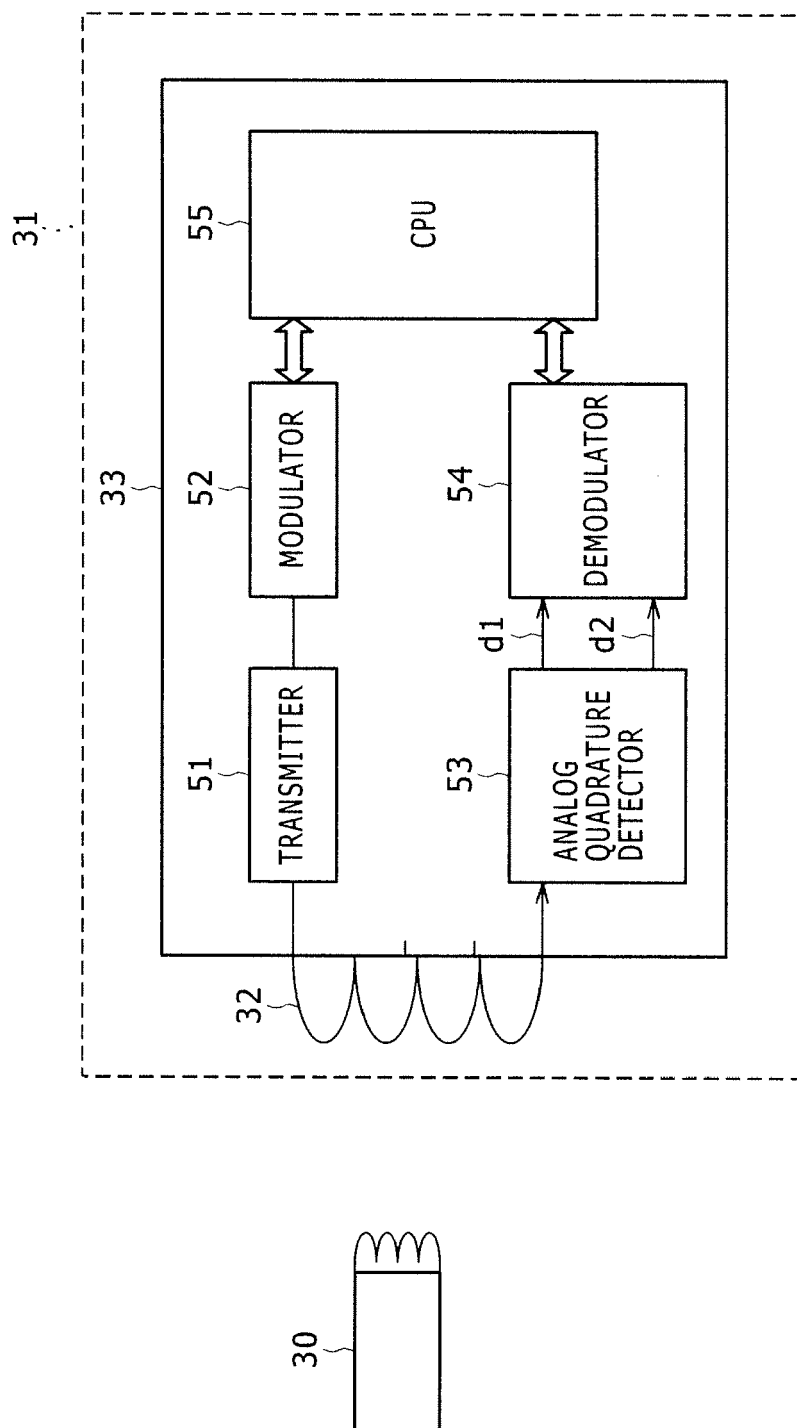 31
33
55
CPU
52
MODULATOR
51
TRANSMITTER
32
54
DEMODULATOR
d1
d2
53
ANALOG
QUADRATURE
DETECTOR
30